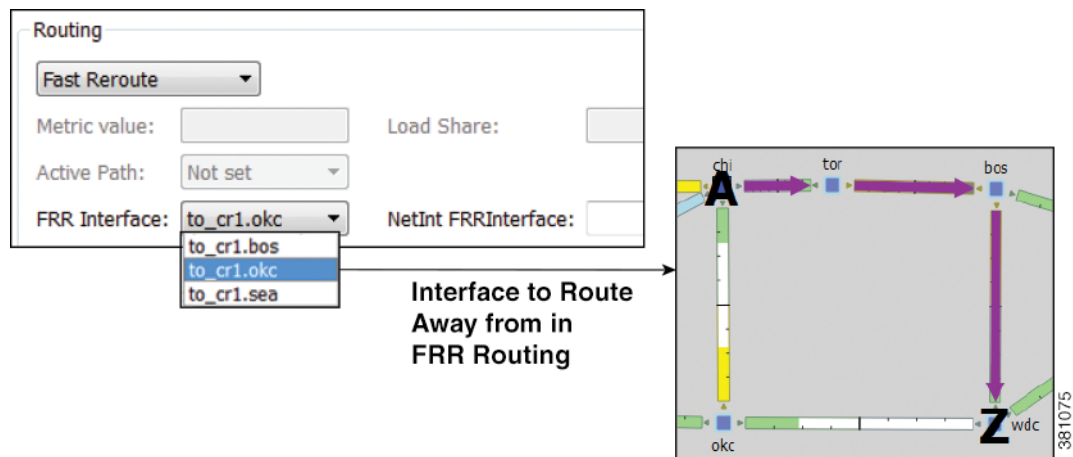 Routing
Fast Reroute
Metric value:
Load Share:
Active Path:
Not set
FRR Interface:
to_cr1.okc
NetInt FRRInterface:
to_cr1.bos
to_cr1.okc
to_cr1.sea
Interface to Route
Away from in
FRR Routing
chi
tor
bos
A
Z
wdc
okc
381075